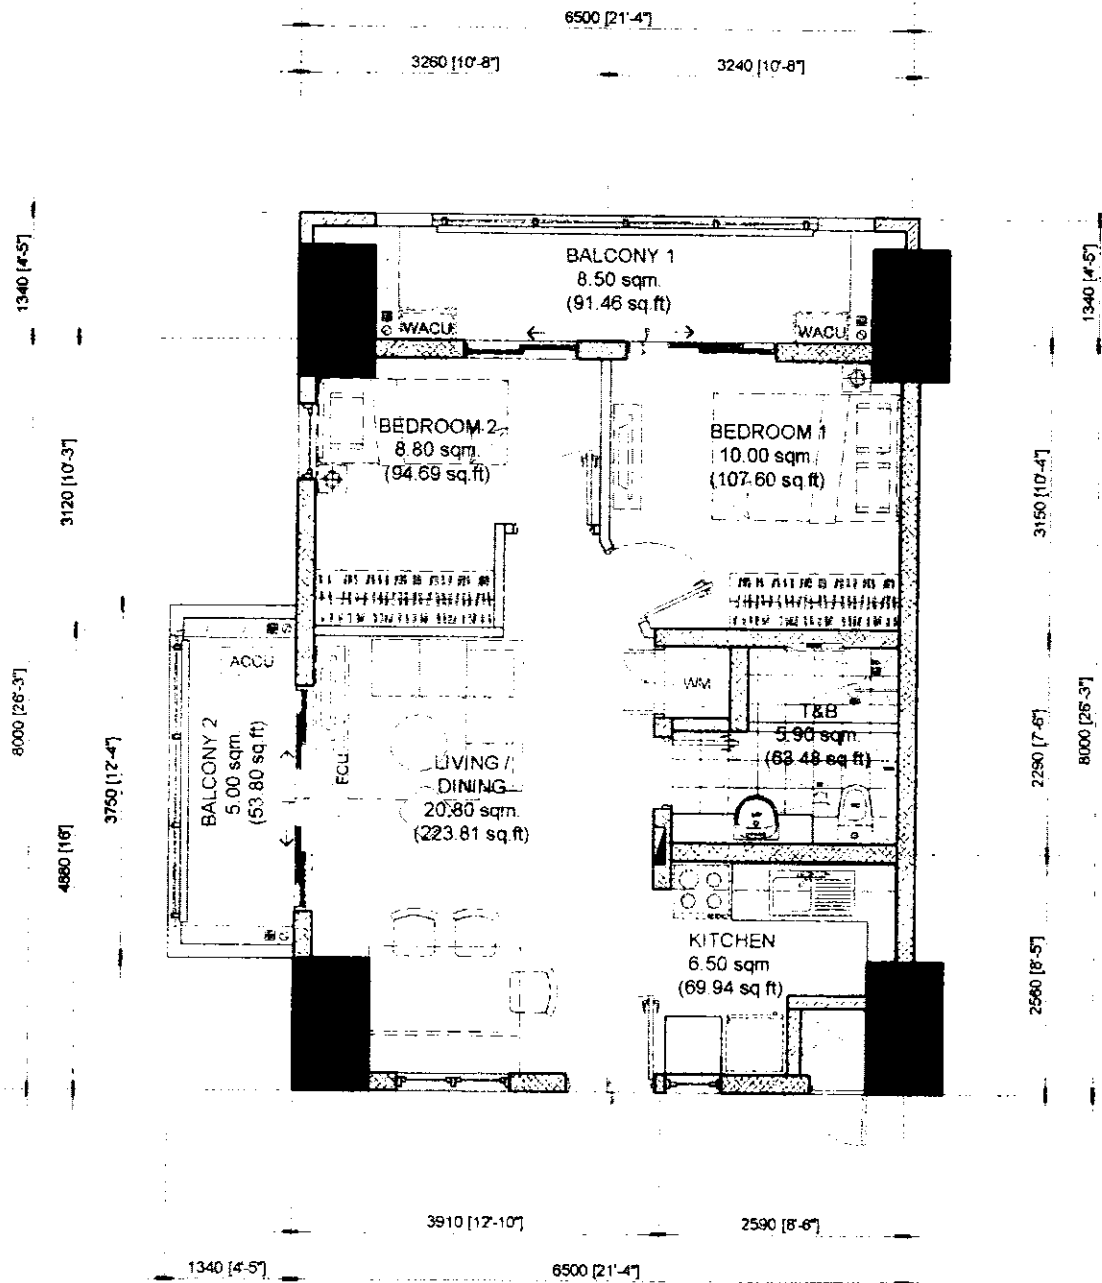 6500 [21'-4"]
3260 [10'-8"]
3240 [10'-8"]
1340 [4'-5"]
1340 [4'-5"]
BALCONY 1
8.50 sqm.
(91.46 sq.ft)
WACU
WACU
BEDROOM 2
8.80 sqm.
(94.69 sq.ft)
BEDROOM 1
10.00 sqm.
(107.60 sq.ft)
3120 [10'-3"]
3150 [10'-4"]
8000 [26'-3"]
3750 [12'-4"]
4880 [16']
ACCU
BALCONY 2
5.00 sqm.
(53.80 sq.ft)
FCU
LIVING /
DINING
20.80 sqm.
(223.81 sq.ft)
WM
T&B
5.90 sqm.
(63.48 sq.ft)
2290 [7'-6"]
8000 [26'-3"]
KITCHEN
6.50 sqm
(69.94 sq ft)
2560 [8'-5"]
3910 [12'-10"]
2590 [8'-6"]
1340 [4'-5"]
6500 [21'-4"]